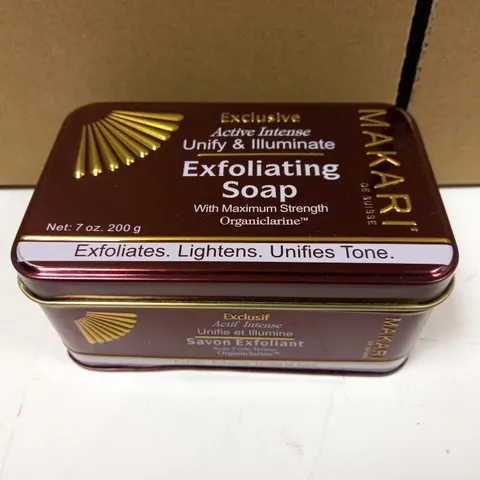 Exclusive
Active Intense
Unify & Illuminate
Exfoliating
Soap
With Maximum Strength
Organiclarine™
Net: 7 oz. 200 g
MAKARI®
DE SUISSE
Exfoliates. Lightens. Unifies Tone.
Exclusif
Actif Intense
Unifie et Illumine
Savon Exfoliant
Organiclarine™
MAKARI